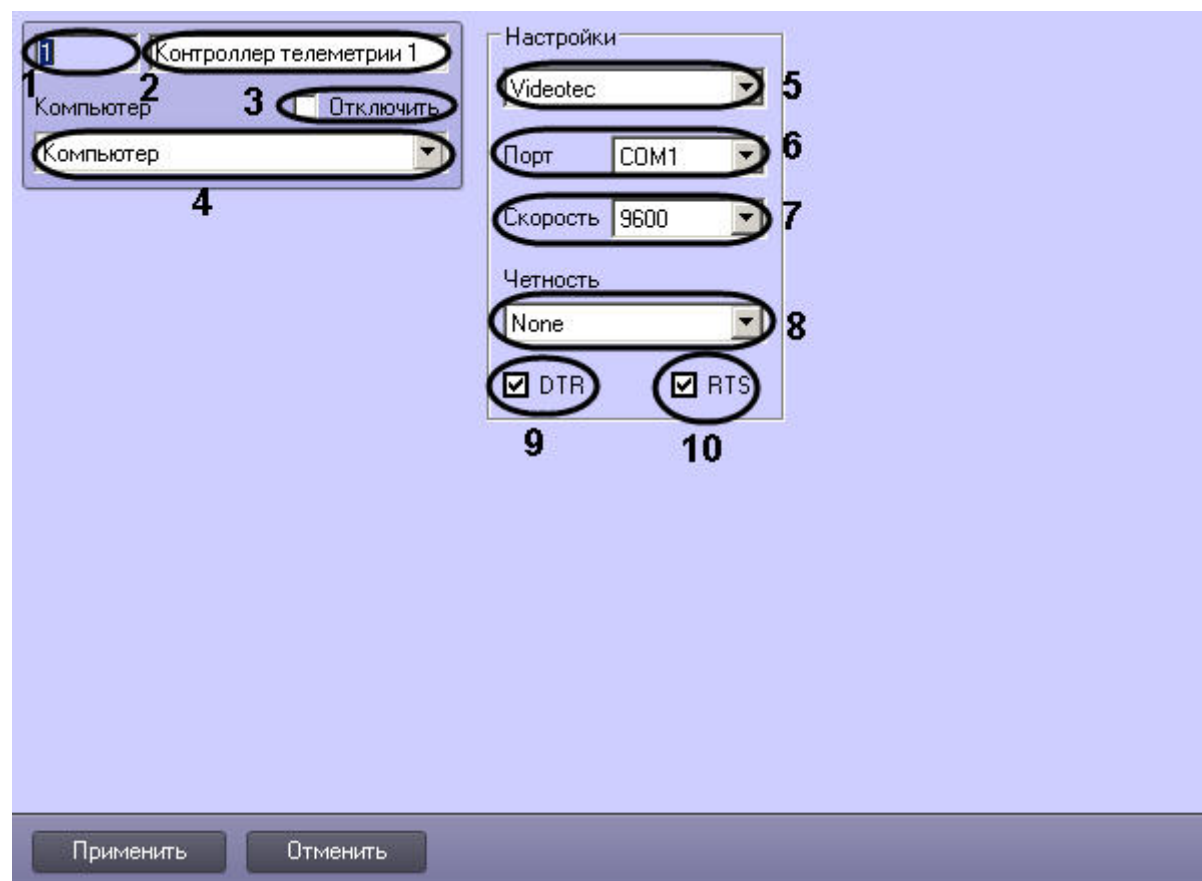 1 Контроллер телеметрии 1
1 2
Компьютер 3 Отключить
Компьютер
4
Настройки
Videotec 5
Порт COM1 6
Скорость 9600 7
Четность
None 8
DTR RTS
9 10
Применить Отменить